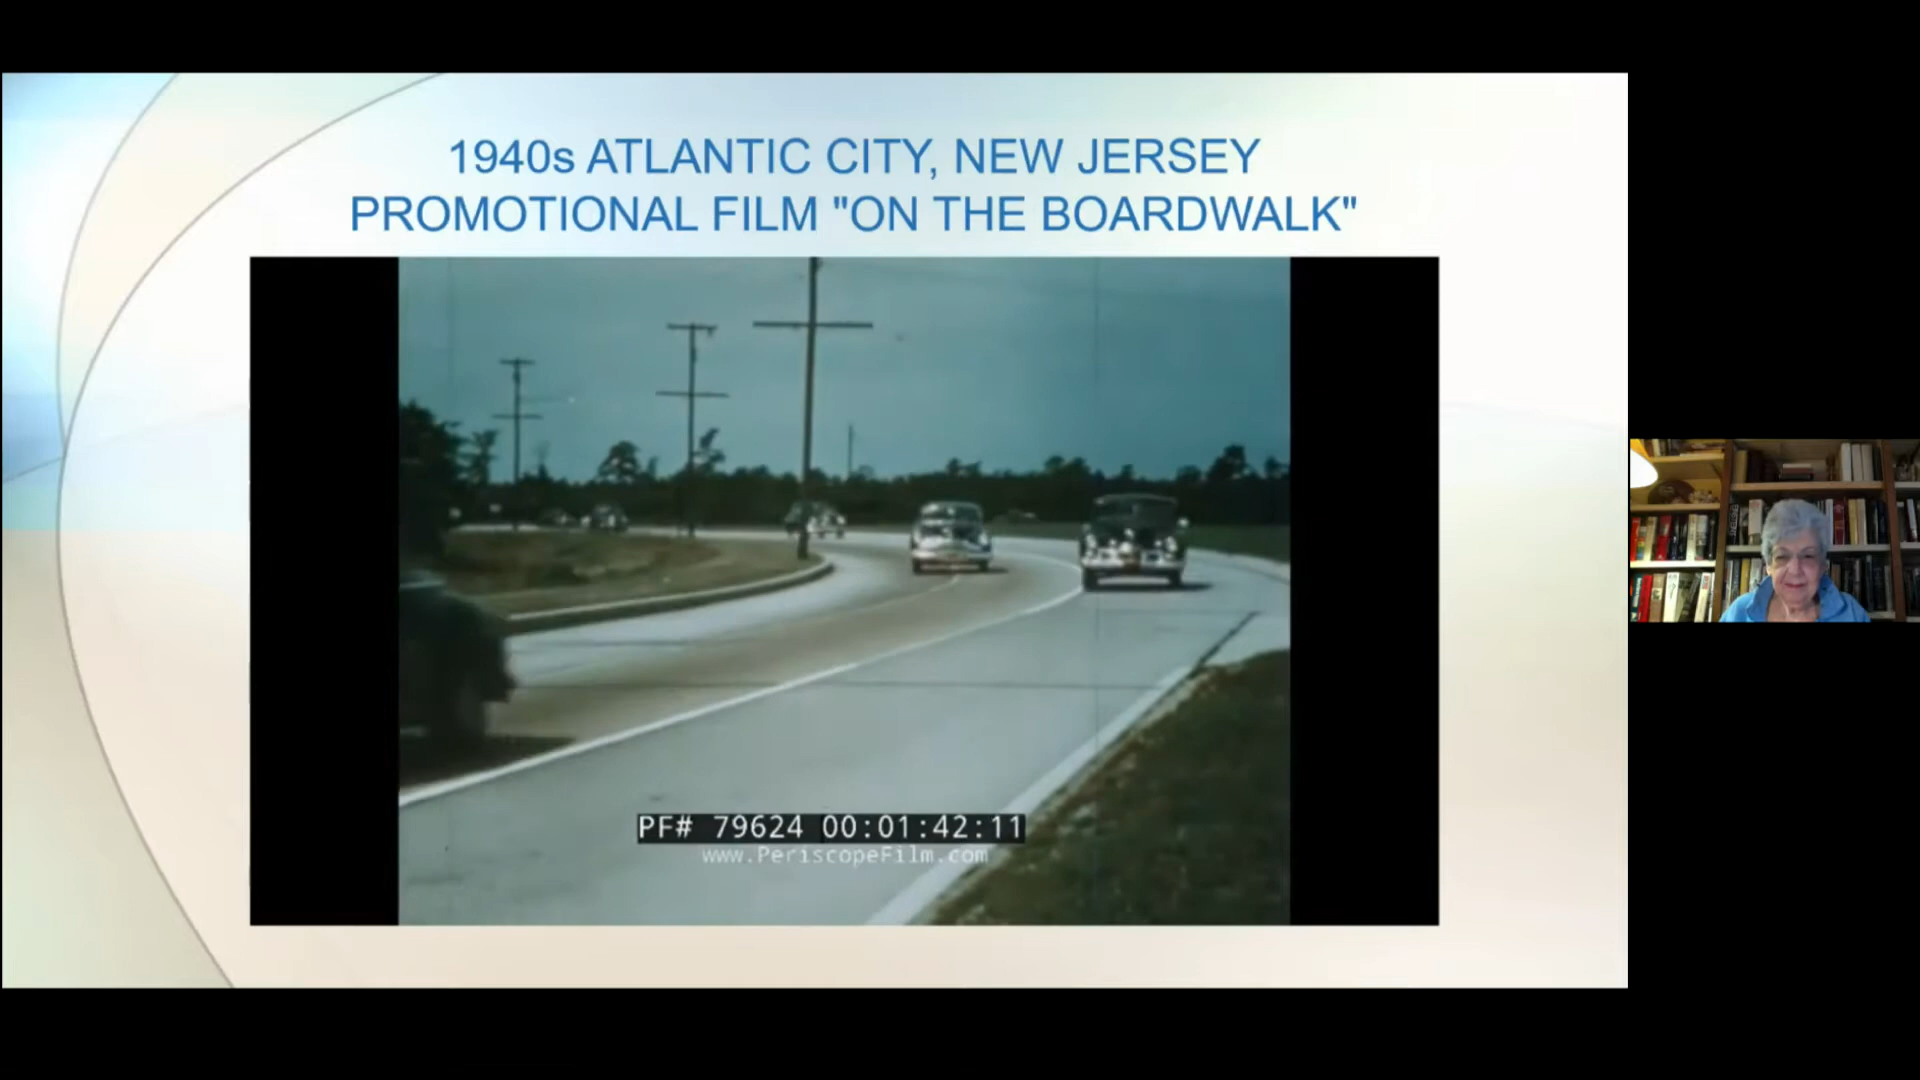 1940s ATLANTIC CITY, NEW JERSEY
PROMOTIONAL FILM "ON THE BOARDWALK"
PF# 79624 00:01:42:11
www.PeriscopeFilm.com